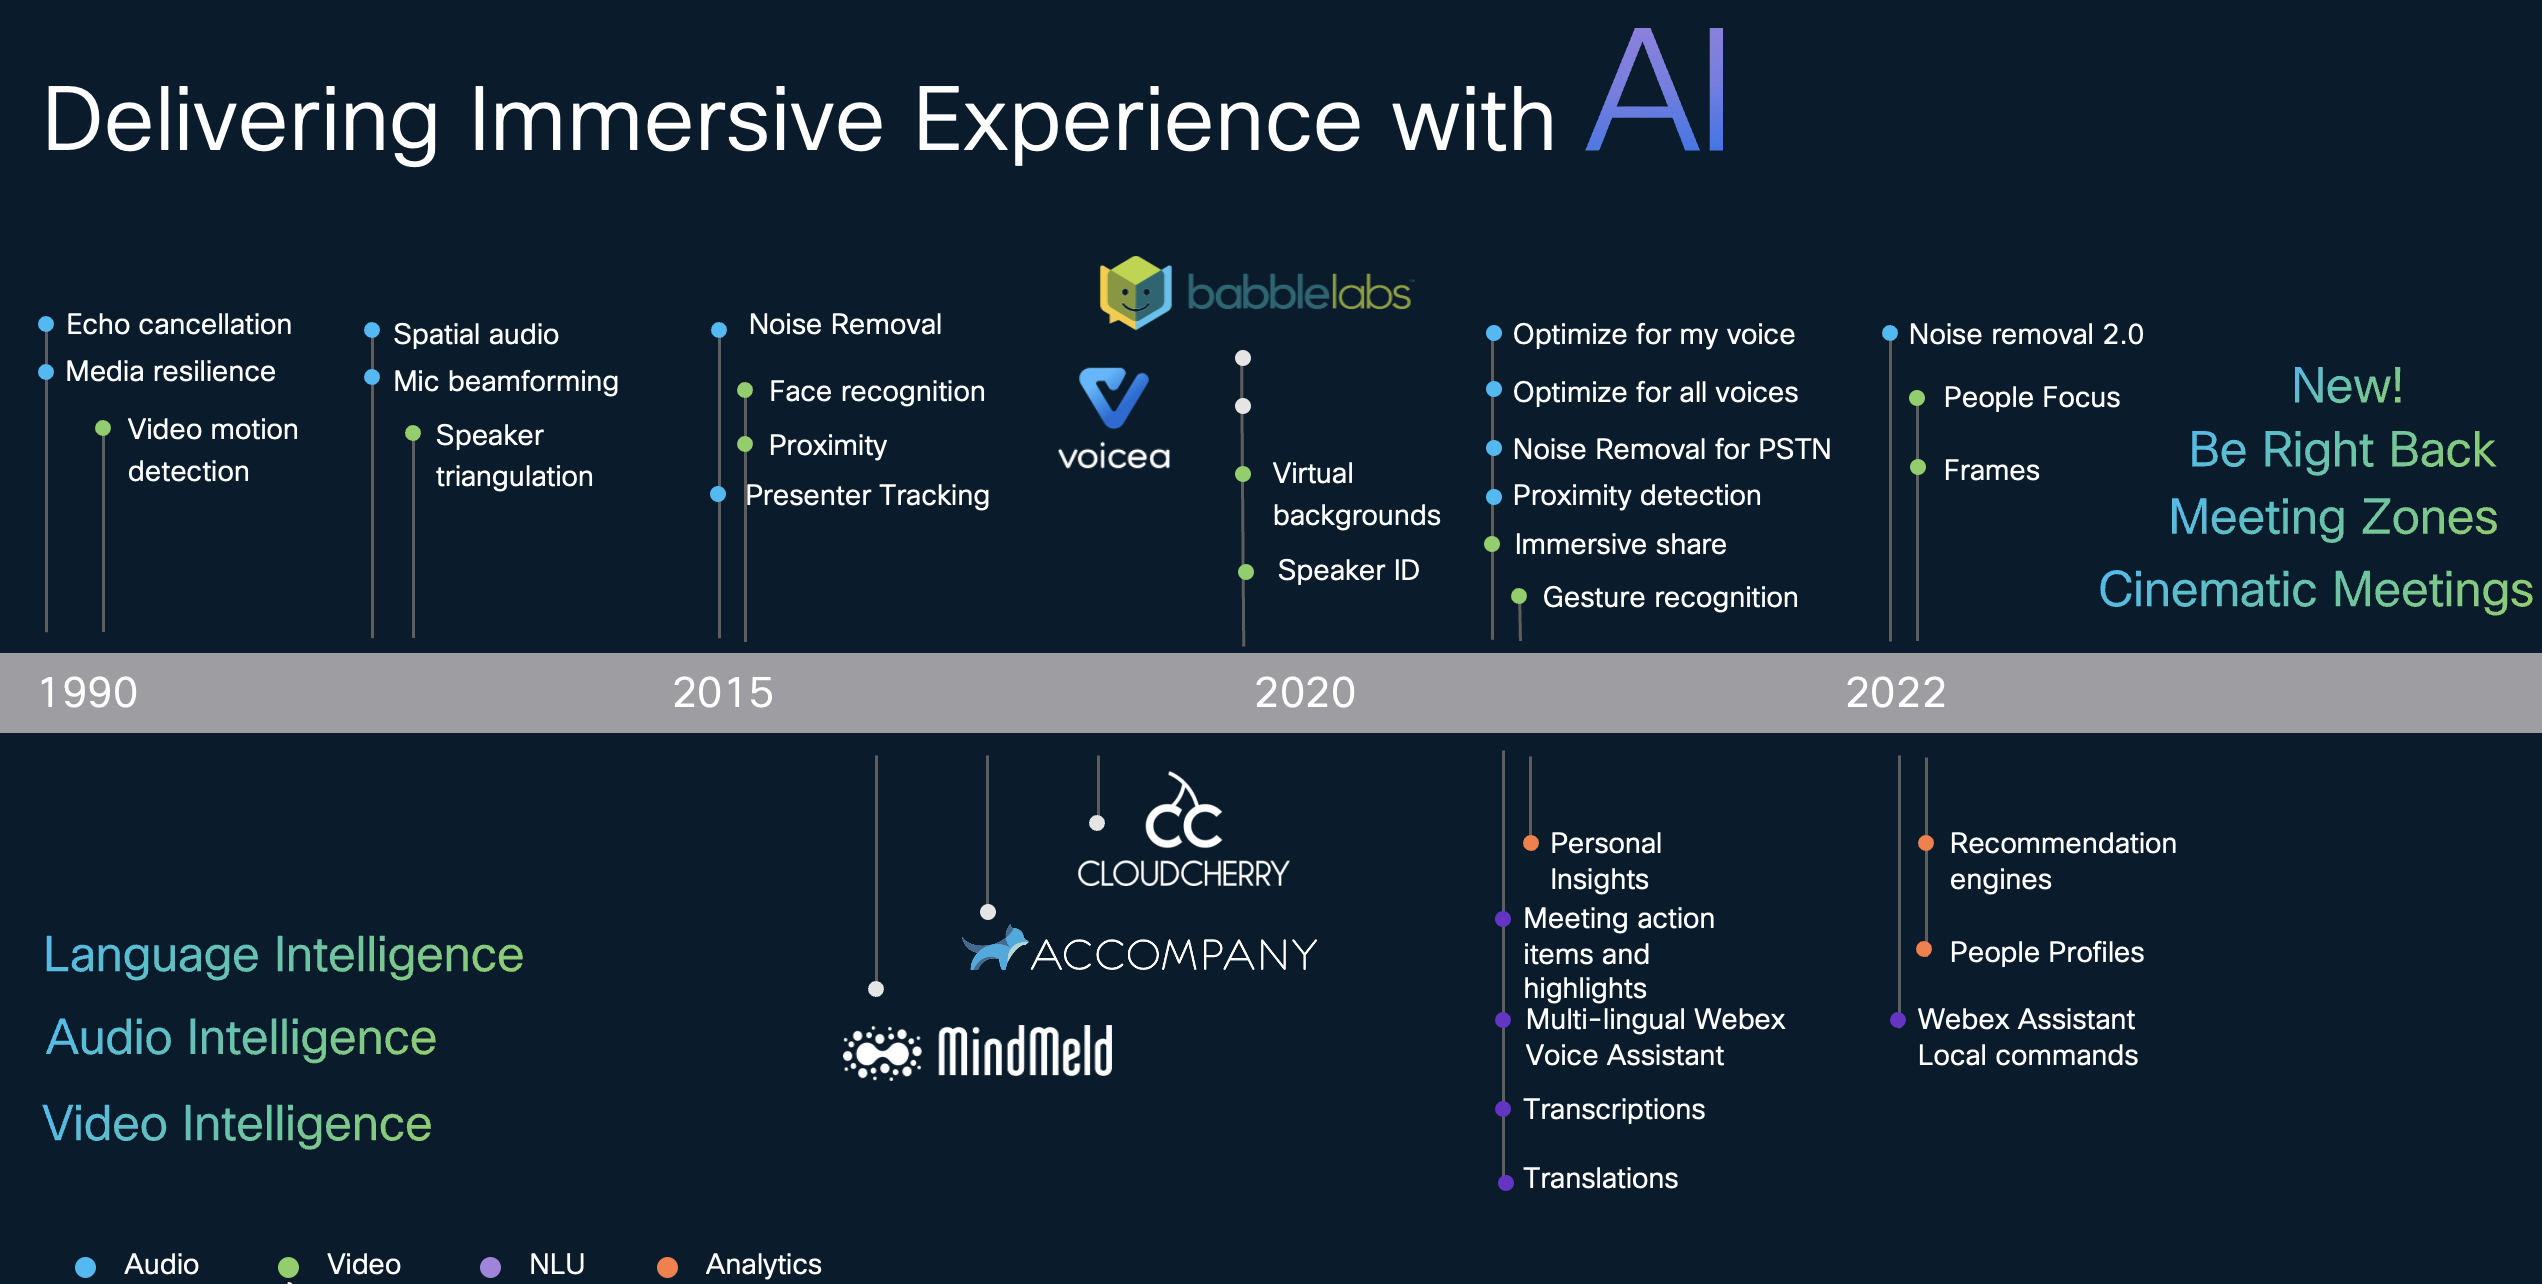 Delivering Immersive Experience with AI
Echo cancellation
Media resilience
Video motion
detection
Spatial audio
Mic beamforming
Speaker
triangulation
Noise Removal
Face recognition
Proximity
Presenter Tracking
babblelabs
voicea
Virtual
backgrounds
Speaker ID
Optimize for my voice
Optimize for all voices
Noise Removal for PSTN
Proximity detection
Immersive share
Gesture recognition
Noise removal 2.0
People Focus
Frames
New!
Be Right Back
Meeting Zones
Cinematic Meetings
1990
2015
2020
2022
Language Intelligence
Audio Intelligence
Video Intelligence
CC
CLOUDCHERRY
ACCOMPANY
MindMeld
Personal
Insights
Meeting action
items and
highlights
Multi-lingual Webex
Voice Assistant
Transcriptions
Translations
Recommendation
engines
People Profiles
Webex Assistant
Local commands
Audio
Video
NLU
Analytics